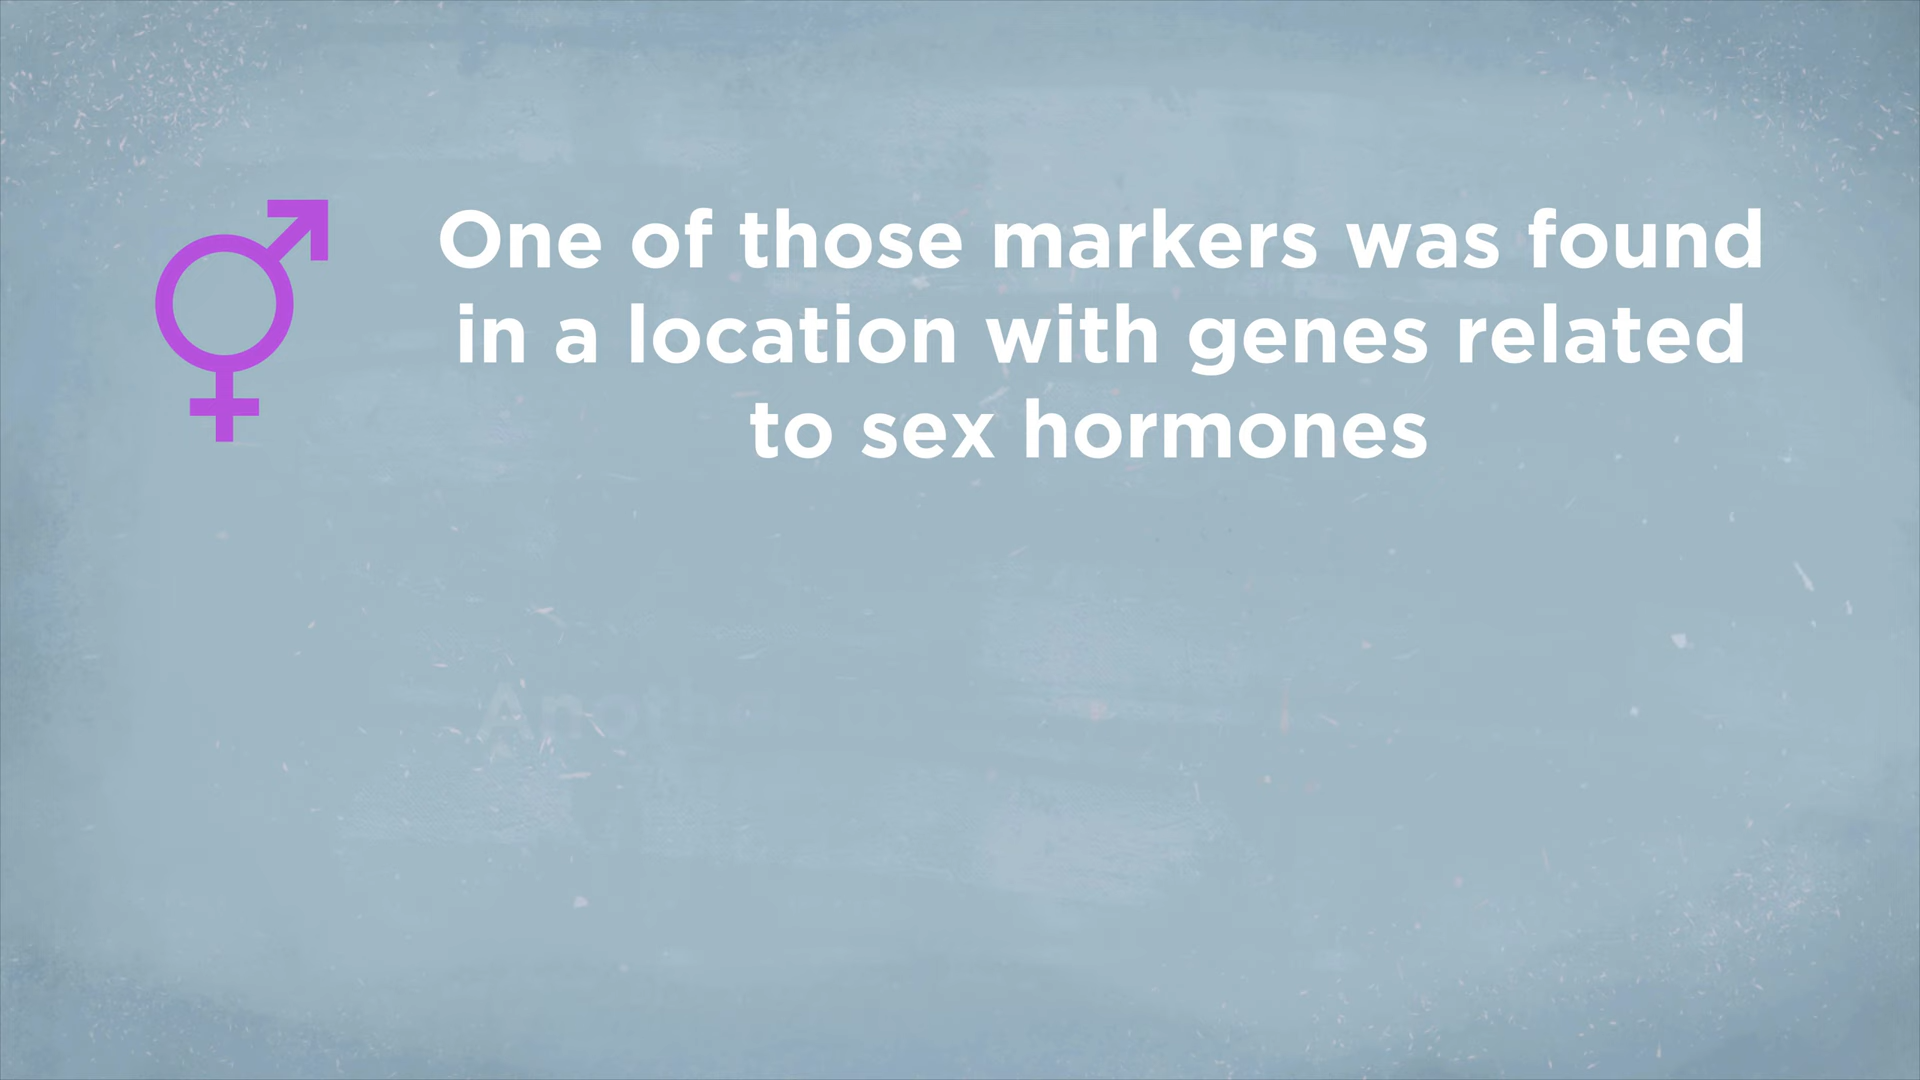 One of those markers was found
in a location with genes related
to sex hormones